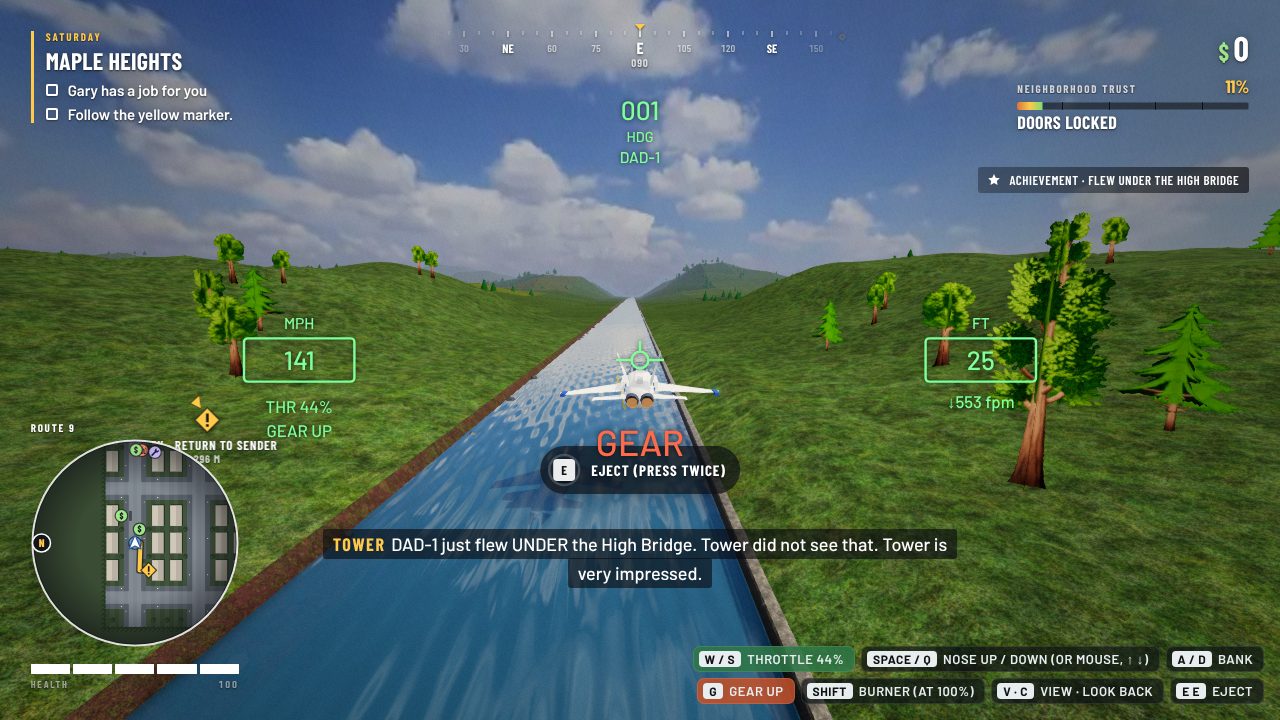 SATURDAY
MAPLE HEIGHTS
Gary has a job for you
Follow the yellow marker.
30 NE 60 75 E 105 120 SE 150
090
001
HDG
DAD-1
$ 0
NEIGHBORHOOD TRUST 11%
DOORS LOCKED
ACHIEVEMENT · FLEW UNDER THE HIGH BRIDGE
MPH
141
THR 44%
GEAR UP
FT
25
↓553 fpm
GEAR
E EJECT (PRESS TWICE)
ROUTE 9
RETURN TO SENDER
296 M
N
TOWER DAD-1 just flew UNDER the High Bridge. Tower did not see that. Tower is
very impressed.
HEALTH 100
W / S THROTTLE 44% SPACE / Q NOSE UP / DOWN (OR MOUSE, ↑ ↓) A / D BANK
G GEAR UP SHIFT BURNER (AT 100%) V · C VIEW · LOOK BACK E E EJECT